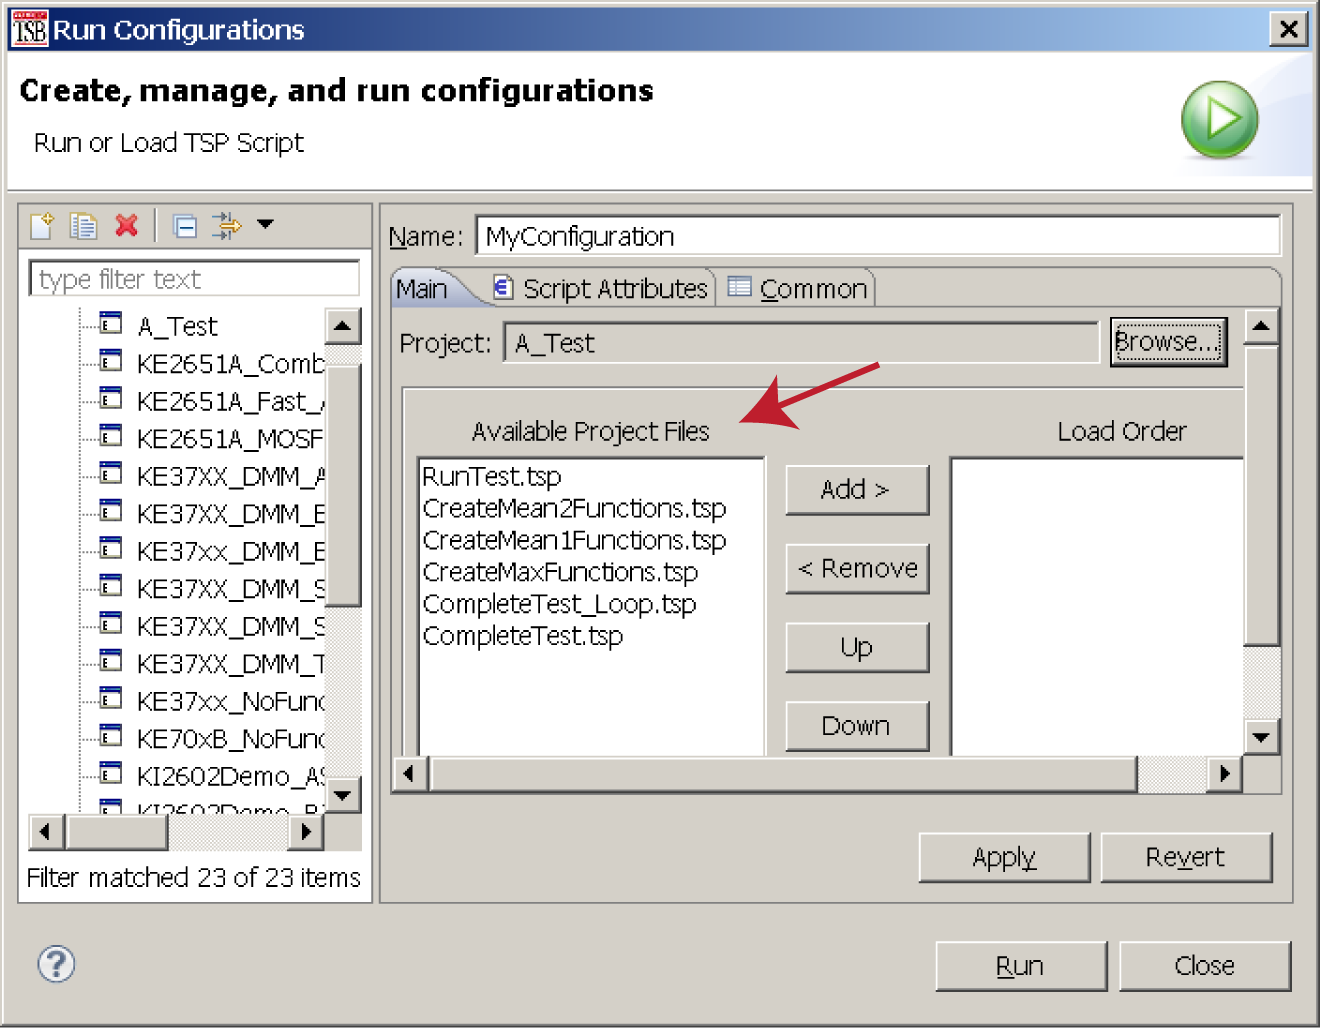 TSB Run Configurations
Create, manage, and run configurations
Run or Load TSP Script
type filter text
A_Test
KE2651A_Comb
KE2651A_Fast_
KE2651A_MOSF
KE37XX_DMM_A
KE37XX_DMM_E
KE37xx_DMM_E
KE37XX_DMM_S
KE37XX_DMM_S
KE37XX_DMM_T
KE37xx_NoFunc
KE70xB_NoFunc
KI2602Demo_AS
Filter matched 23 of 23 items
Name: MyConfiguration
Main Script Attributes Common
Project: A_Test Browse...
Available Project Files
RunTest.tsp
CreateMean2Functions.tsp
CreateMean1Functions.tsp
CreateMaxFunctions.tsp
CompleteTest_Loop.tsp
CompleteTest.tsp
Add >
< Remove
Up
Down
Load Order
Apply Revert
? Run Close